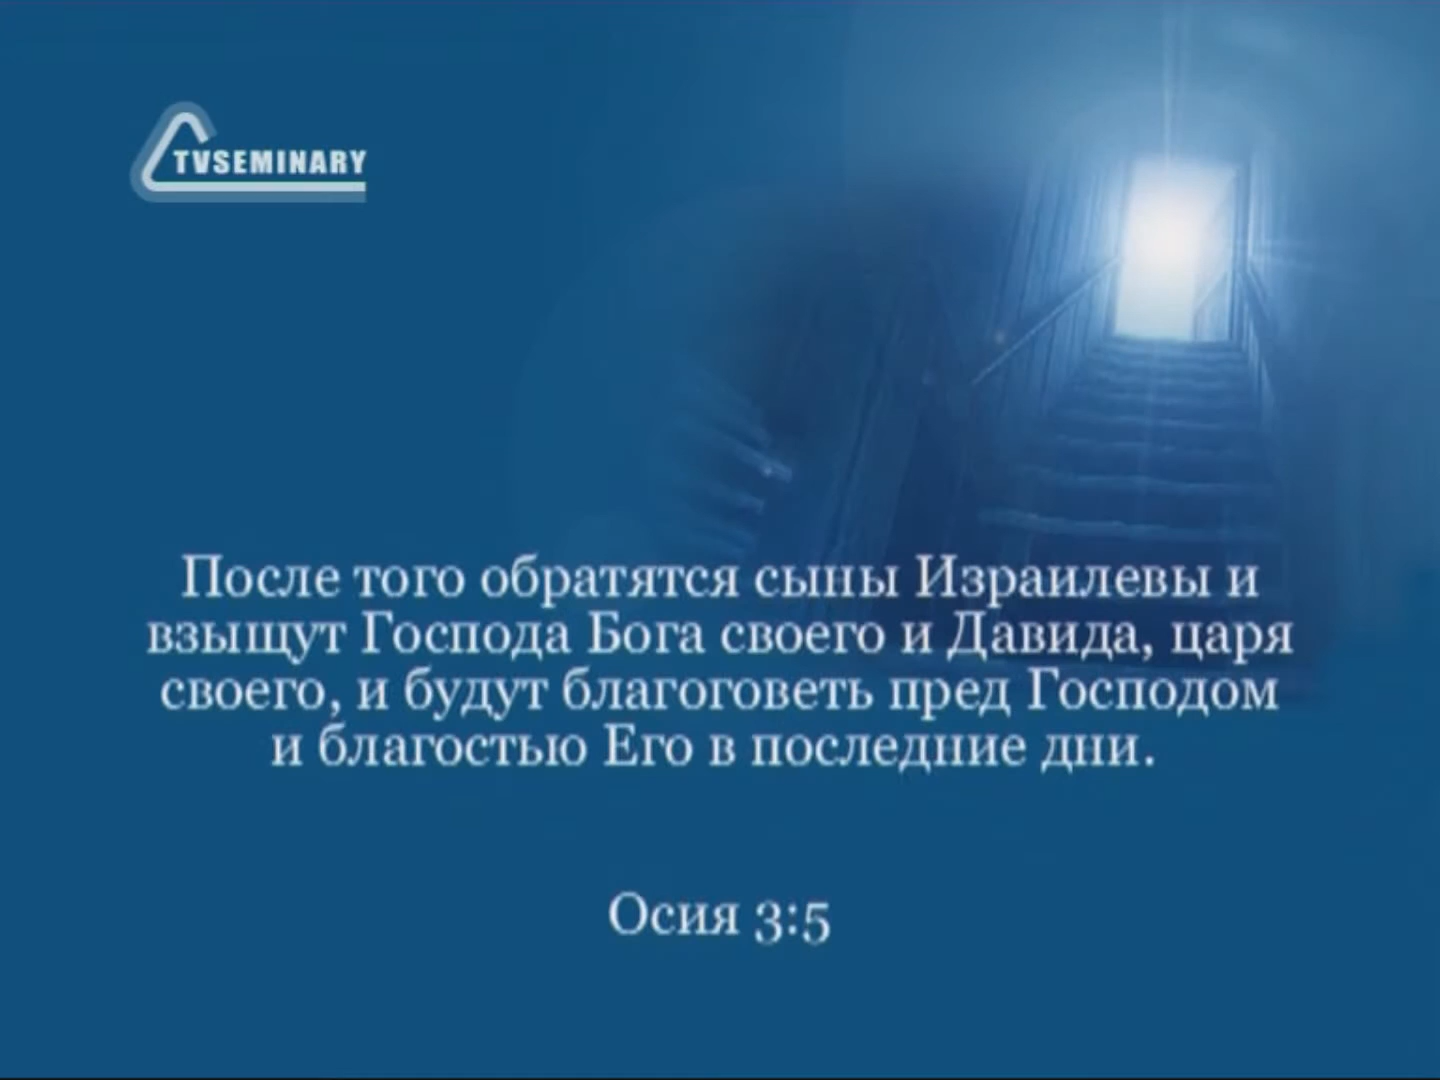 TVSEMINARY
После того обратятся сыны Израилевы и
взыщут Господа Бога своего и Давида, царя
своего, и будут благоговеть пред Господом
и благостью Его в последние дни.
Осия 3:5